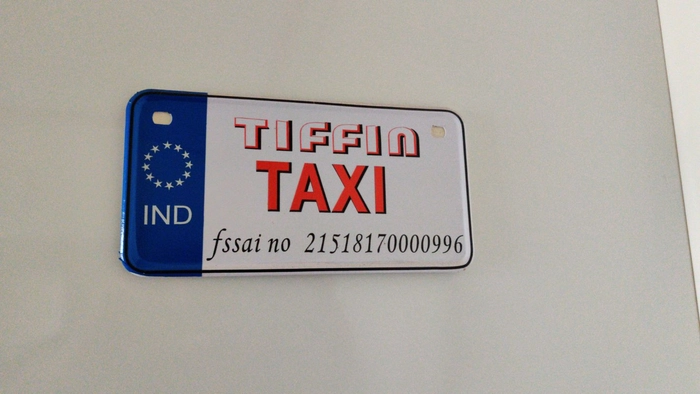 TIFFIN
TAXI
IND
fssai no 21518170000996